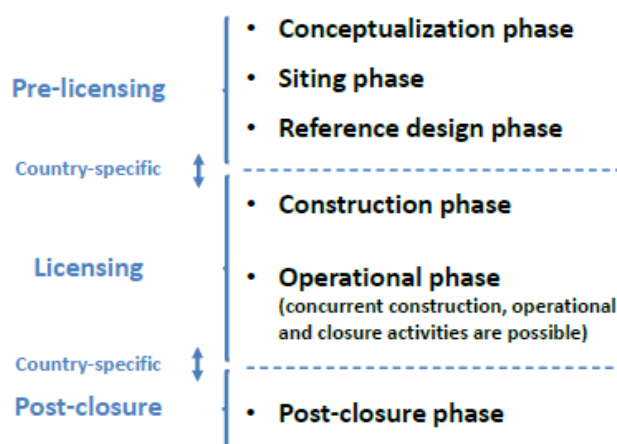 Pre-licensing
• Conceptualization phase
• Siting phase
• Reference design phase
Country-specific
Licensing
• Construction phase
• Operational phase
(concurrent construction, operational
and closure activities are possible)
Country-specific
Post-closure
• Post-closure phase